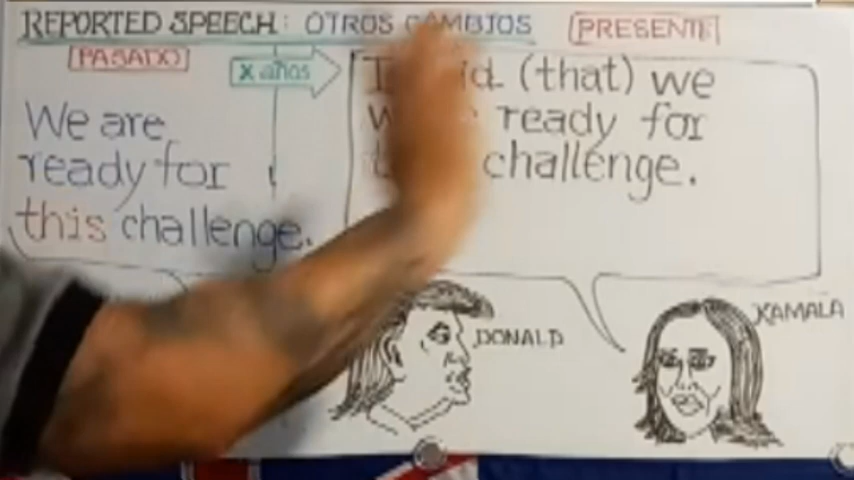 REPORTED SPEECH: OTROS CAMBIOS
PRESENTE
PASADO
X años
We are
ready for
this challenge.
I (that) we
ready for
challenge.
DONALD
KAMALA